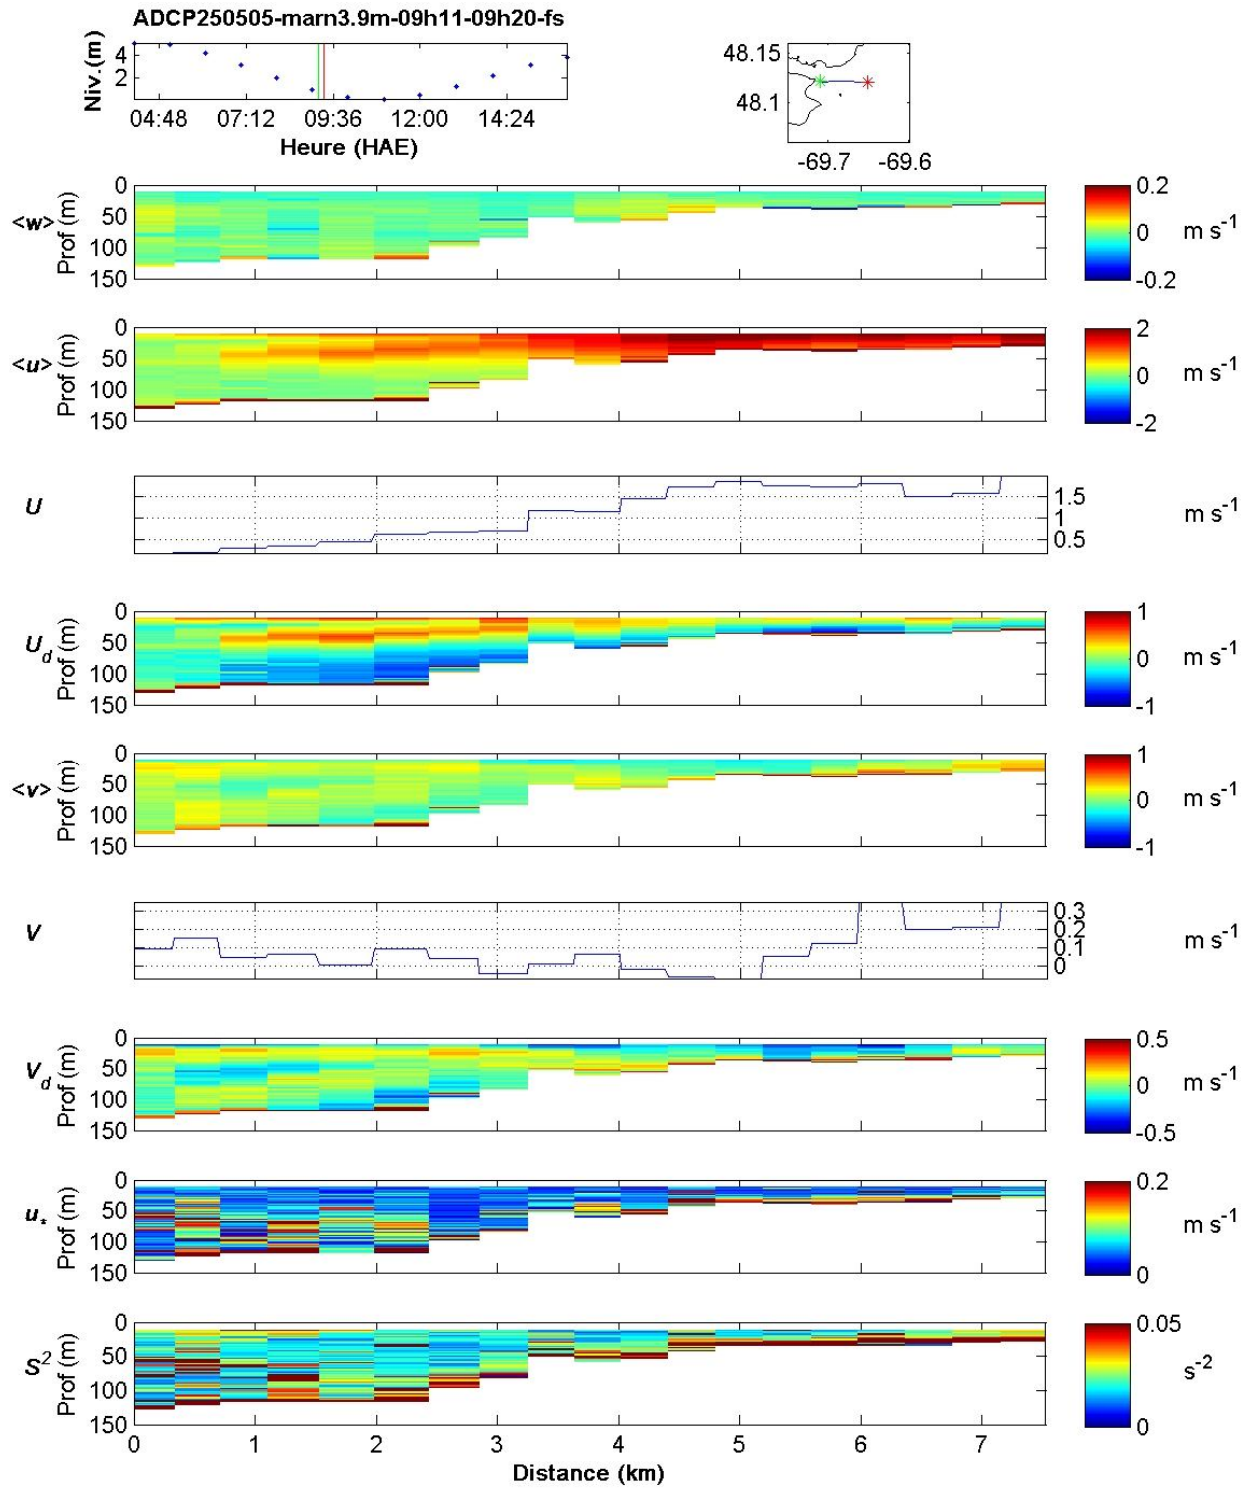 ADCP250505-marn3.9m-09h11-09h20-fs
Niv.(m)
4
2
04:48 07:12 09:36 12:00 14:24
Heure (HAE)
48.15
48.1
-69.7 -69.6
<w>
Prof (m)
0
50
100
150
0.2
0
-0.2
m s-1
<u>
Prof (m)
0
50
100
150
2
0
-2
m s-1
U
1.5
1
0.5
m s-1
Ud
Prof (m)
0
50
100
150
1
0
-1
m s-1
<v>
Prof (m)
0
50
100
150
1
0
-1
m s-1
V
0.3
0.2
0.1
0
m s-1
Vd
Prof (m)
0
50
100
150
0.5
0
-0.5
m s-1
u*
Prof (m)
0
50
100
150
0.2
0
m s-1
S2
Prof (m)
0
50
100
150
0.05
0
s-2
0 1 2 3 4 5 6 7
Distance (km)